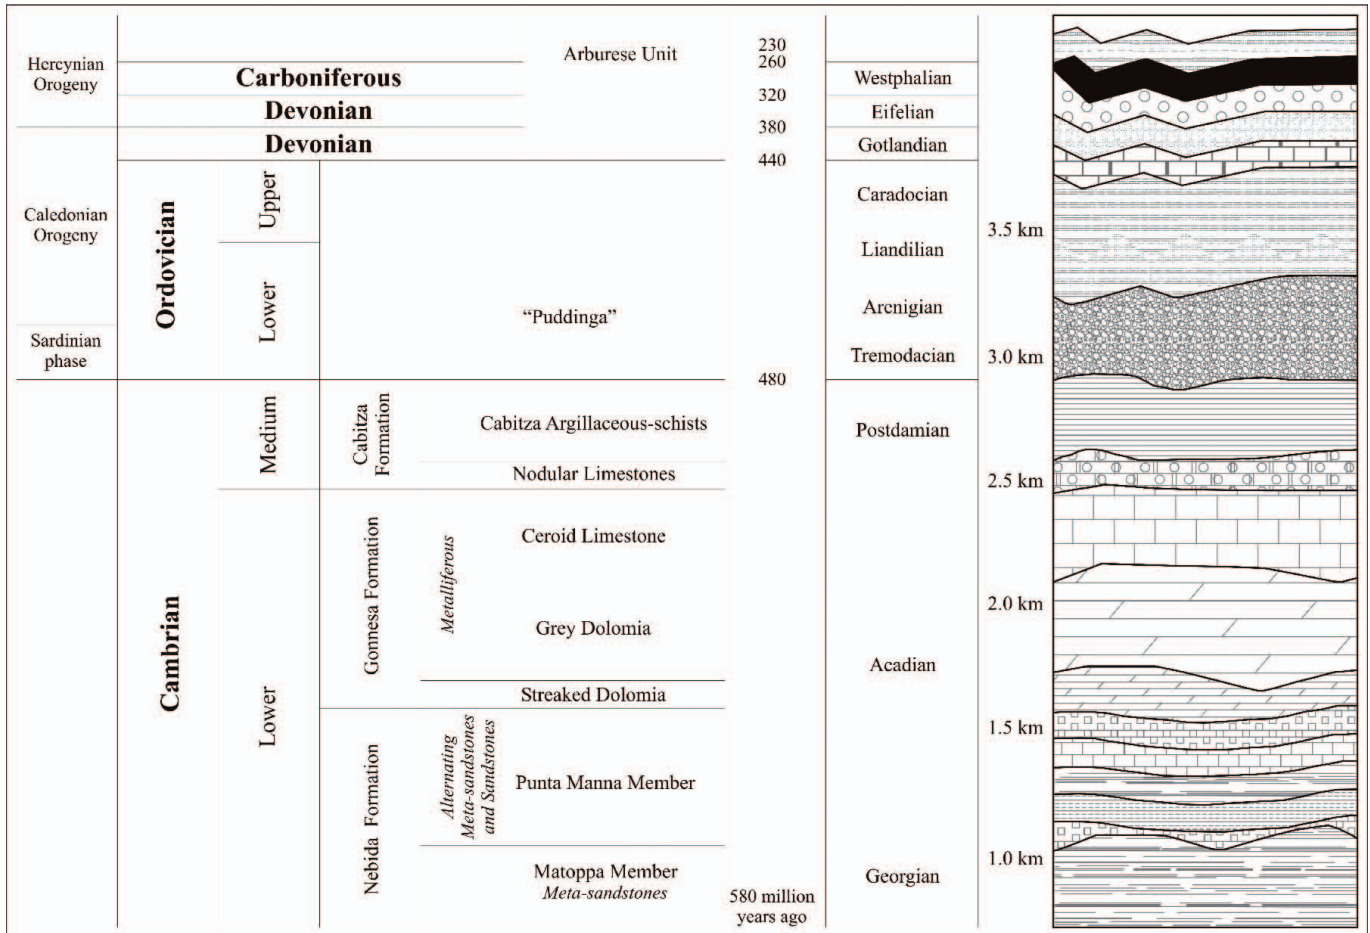 Hercynian
Orogeny
Carboniferous
Devonian
Devonian
Arburese Unit
230
260
320
380
440
Westphalian
Eifelian
Gotlandian
Caledonian
Orogeny
Sardinian
phase
Ordovician
Upper
Lower
“Puddinga”
480
Caradocian
Liandilian
Arenigian
Tremodacian
3.5 km
3.0 km
Cambrian
Medium
Lower
Cabitza
Formation
Cabitza Argillaceous-schists
Nodular Limestones
Gonnesa Formation
Metalliferous
Ceroid Limestone
Grey Dolomia
Streaked Dolomia
Nebida Formation
Alternating
Meta-sandstones
and Sandstones
Punta Manna Member
Matoppa Member
Meta-sandstones
580 million
years ago
Postdamian
Acadian
Georgian
2.5 km
2.0 km
1.5 km
1.0 km